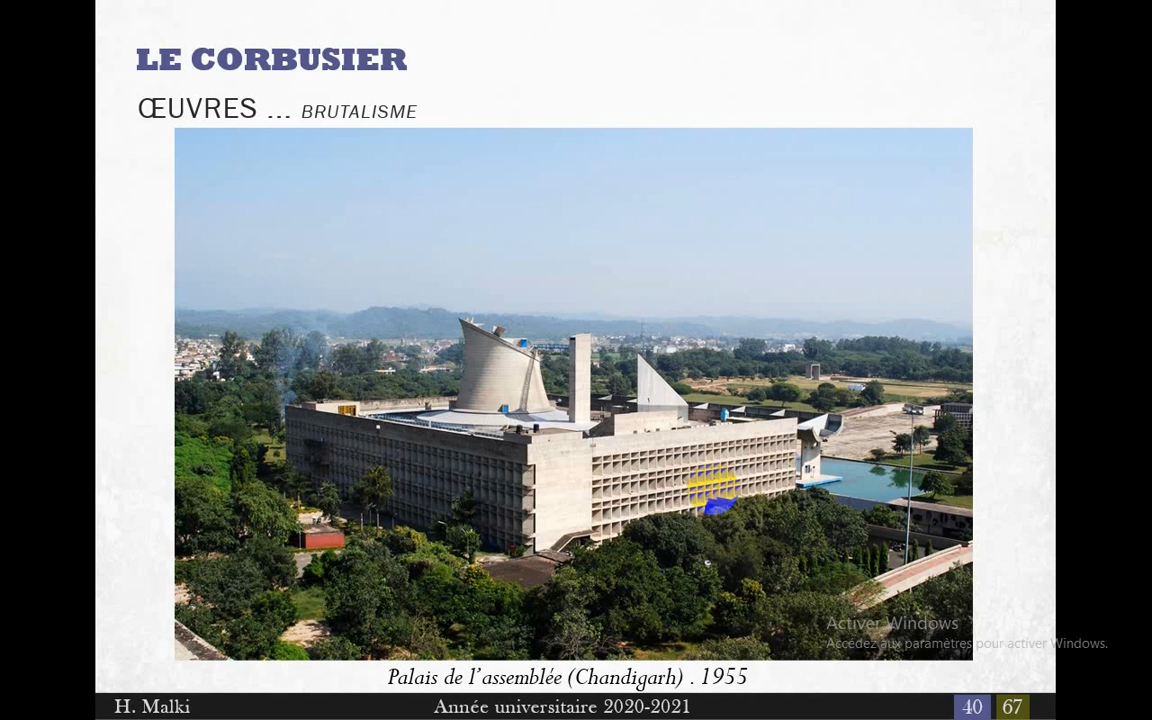 LE CORBUSIER
ŒUVRES ... BRUTALISME
Activer Windows
Accédez aux paramètres pour activer Windows.
Palais de l'assemblée (Chandigarh) . 1955
H. Malki Année universitaire 2020-2021 40 67